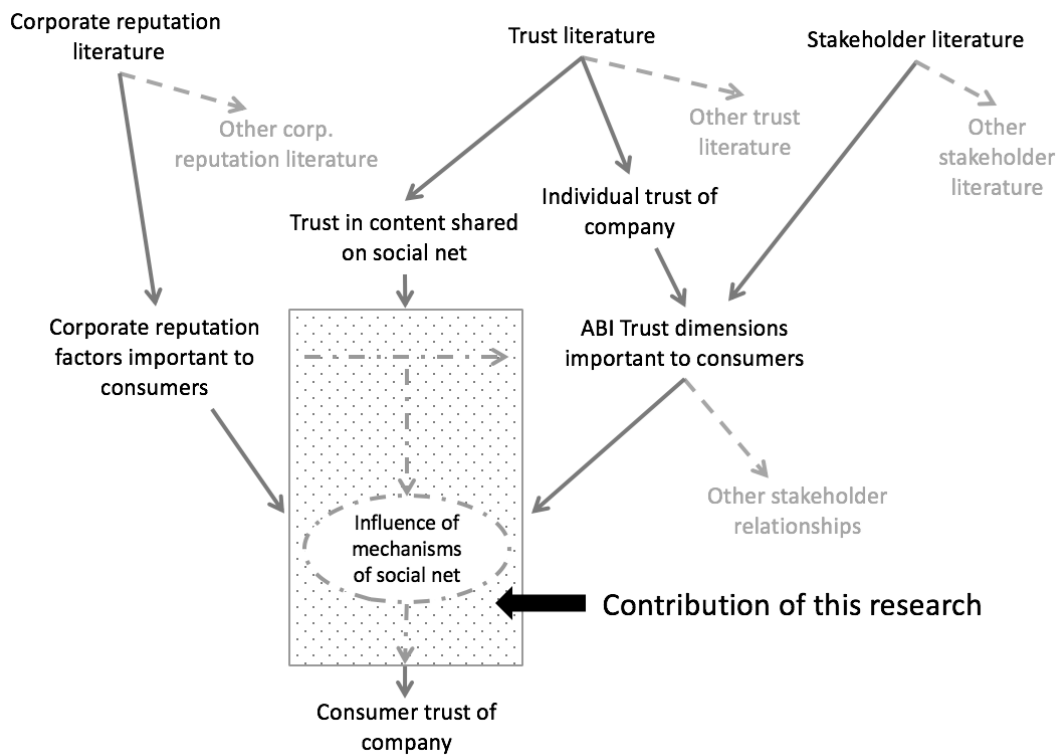 Corporate reputation
literature
Trust literature
Stakeholder literature
Other corp.
reputation literature
Other trust
literature
Other
stakeholder
literature
Individual trust of
company
Trust in content shared
on social net
Corporate reputation
factors important to
consumers
ABI Trust dimensions
important to consumers
Other stakeholder
relationships
Influence of
mechanisms
of social net
Contribution of this research
Consumer trust of
company